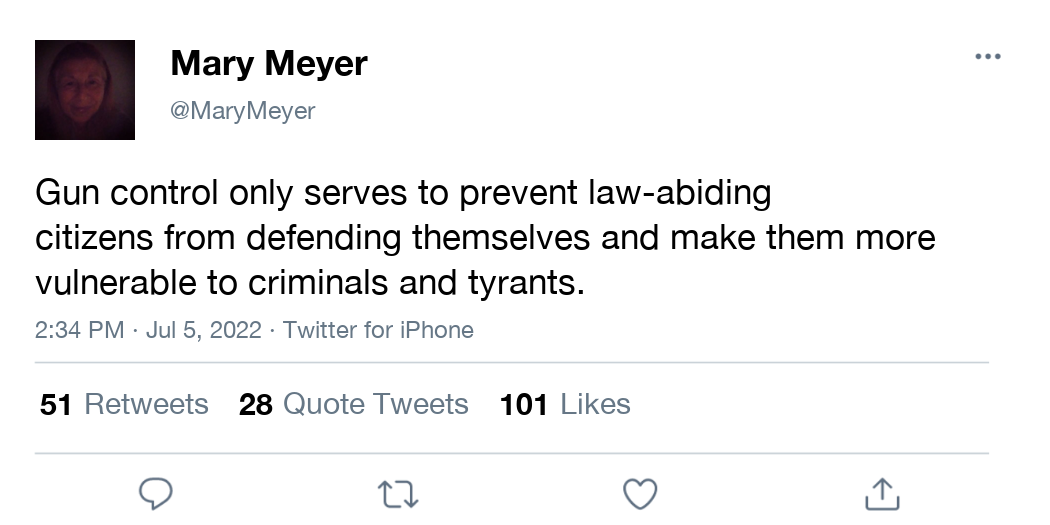 Mary Meyer
@MaryMeyer
Gun control only serves to prevent law-abiding
citizens from defending themselves and make them more
vulnerable to criminals and tyrants.
2:34 PM · Jul 5, 2022 · Twitter for iPhone
51 Retweets 28 Quote Tweets 101 Likes